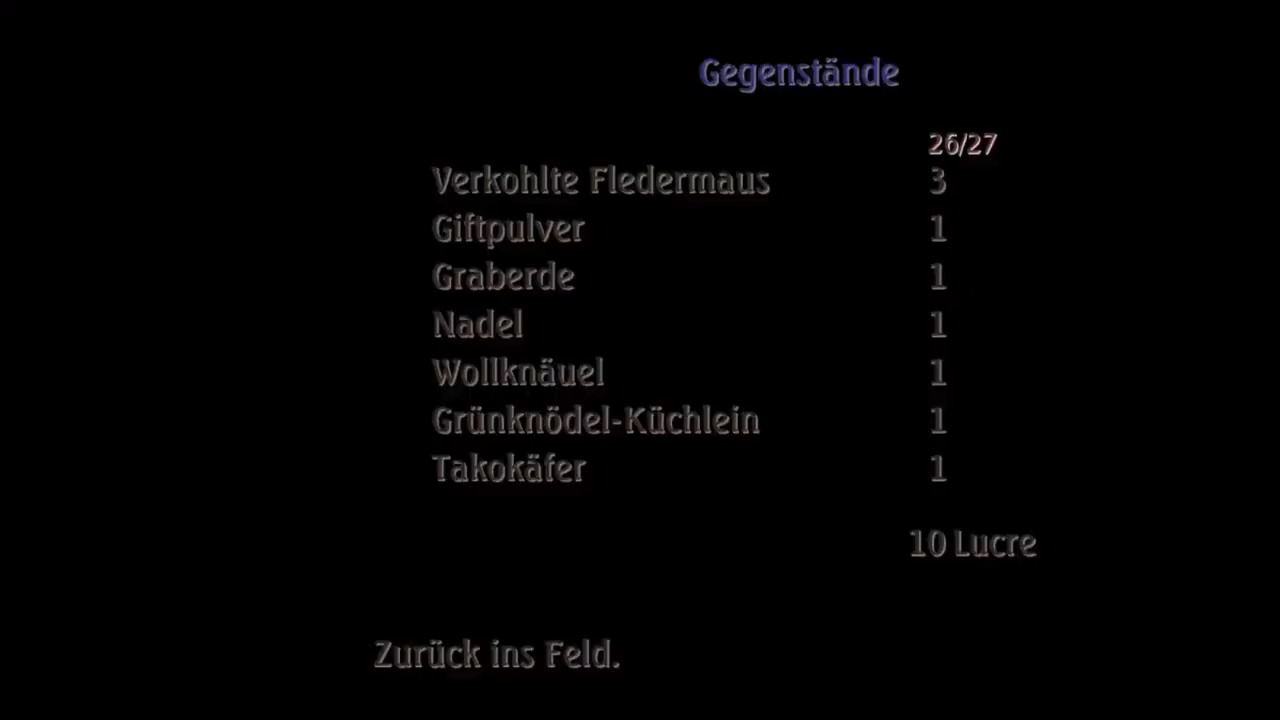 Gegenstände
26/27
Verkohlte Fledermaus 3
Giftpulver 1
Graberde 1
Nadel 1
Wollknäuel 1
Grünknödel-Küchlein 1
Takokäfer 1
10 Lucre
Zurück ins Feld.